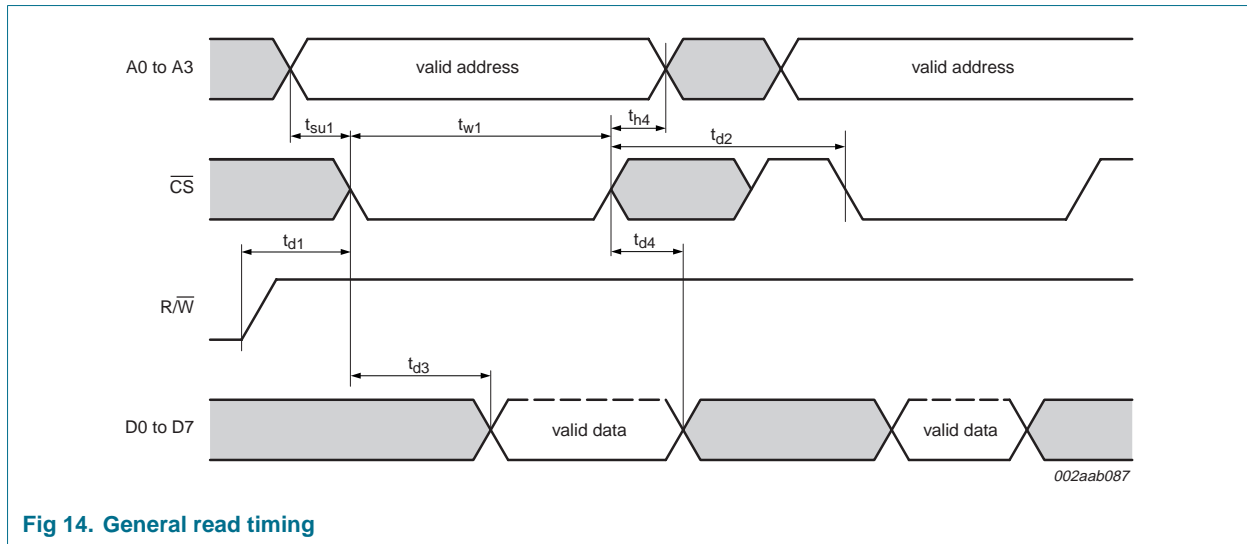 A0 to A3
valid address
valid address
tsu1
tw1
th4
td2
C̅S̅
td1
td4
R/W̅
td3
D0 to D7
valid data
valid data
002aab087
Fig 14. General read timing